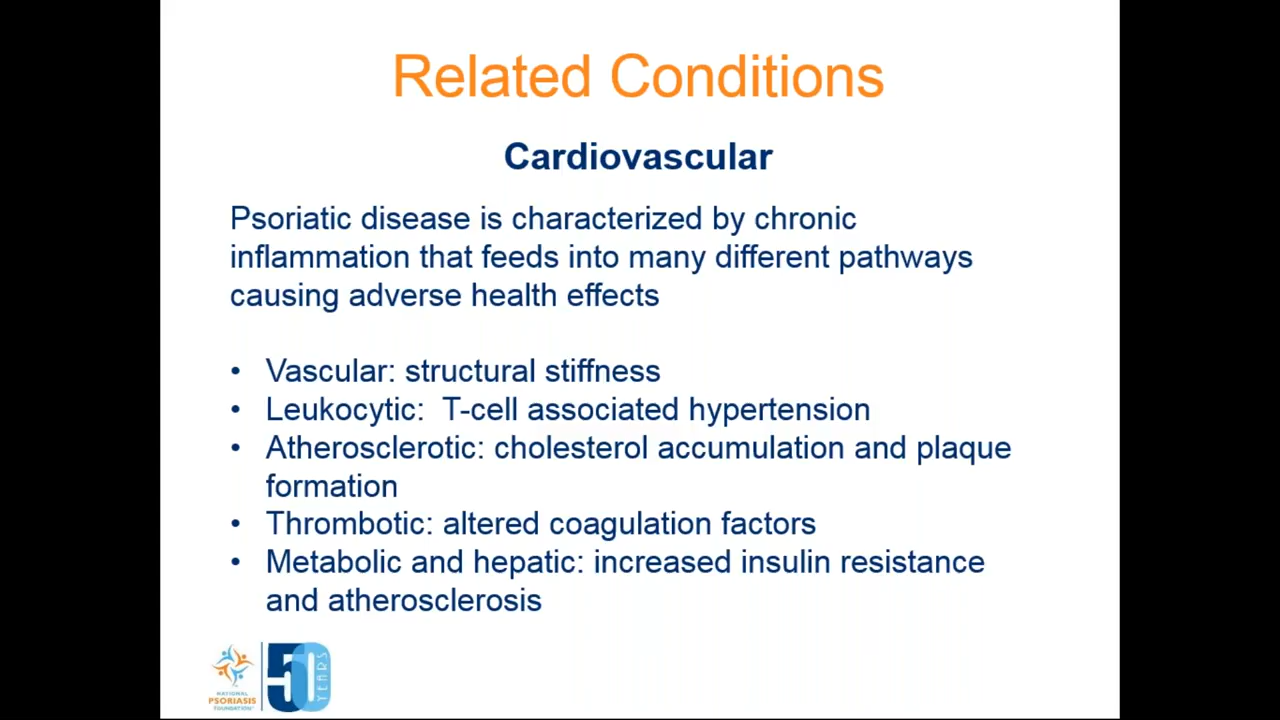 Related Conditions
Cardiovascular
Psoriatic disease is characterized by chronic
inflammation that feeds into many different pathways
causing adverse health effects
• Vascular: structural stiffness
• Leukocytic:  T-cell associated hypertension
• Atherosclerotic: cholesterol accumulation and plaque
formation
• Thrombotic: altered coagulation factors
• Metabolic and hepatic: increased insulin resistance
and atherosclerosis
NATIONAL
PSORIASIS
FOUNDATION
50
YEARS